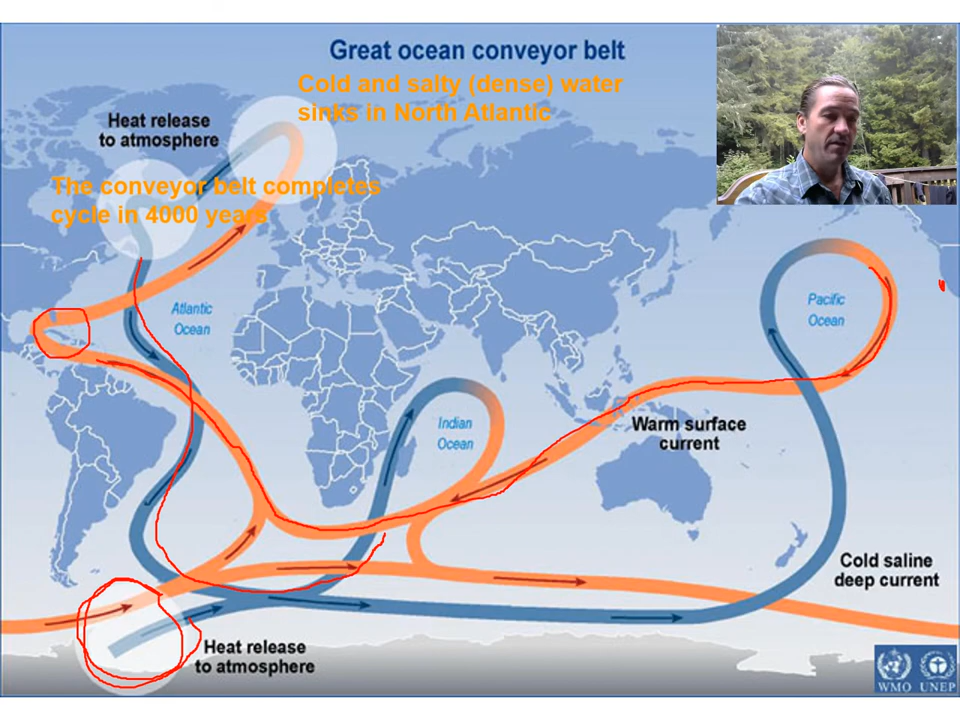 Great ocean conveyor belt
Cold and salty (dense) water
sinks in North Atlantic
Heat release
to atmosphere
The conveyor belt completes
cycle in 4000 years
Atlantic
Ocean
Pacific
Ocean
Indian
Ocean
Warm surface
current
Cold saline
deep current
Heat release
to atmosphere
WMO UNEP